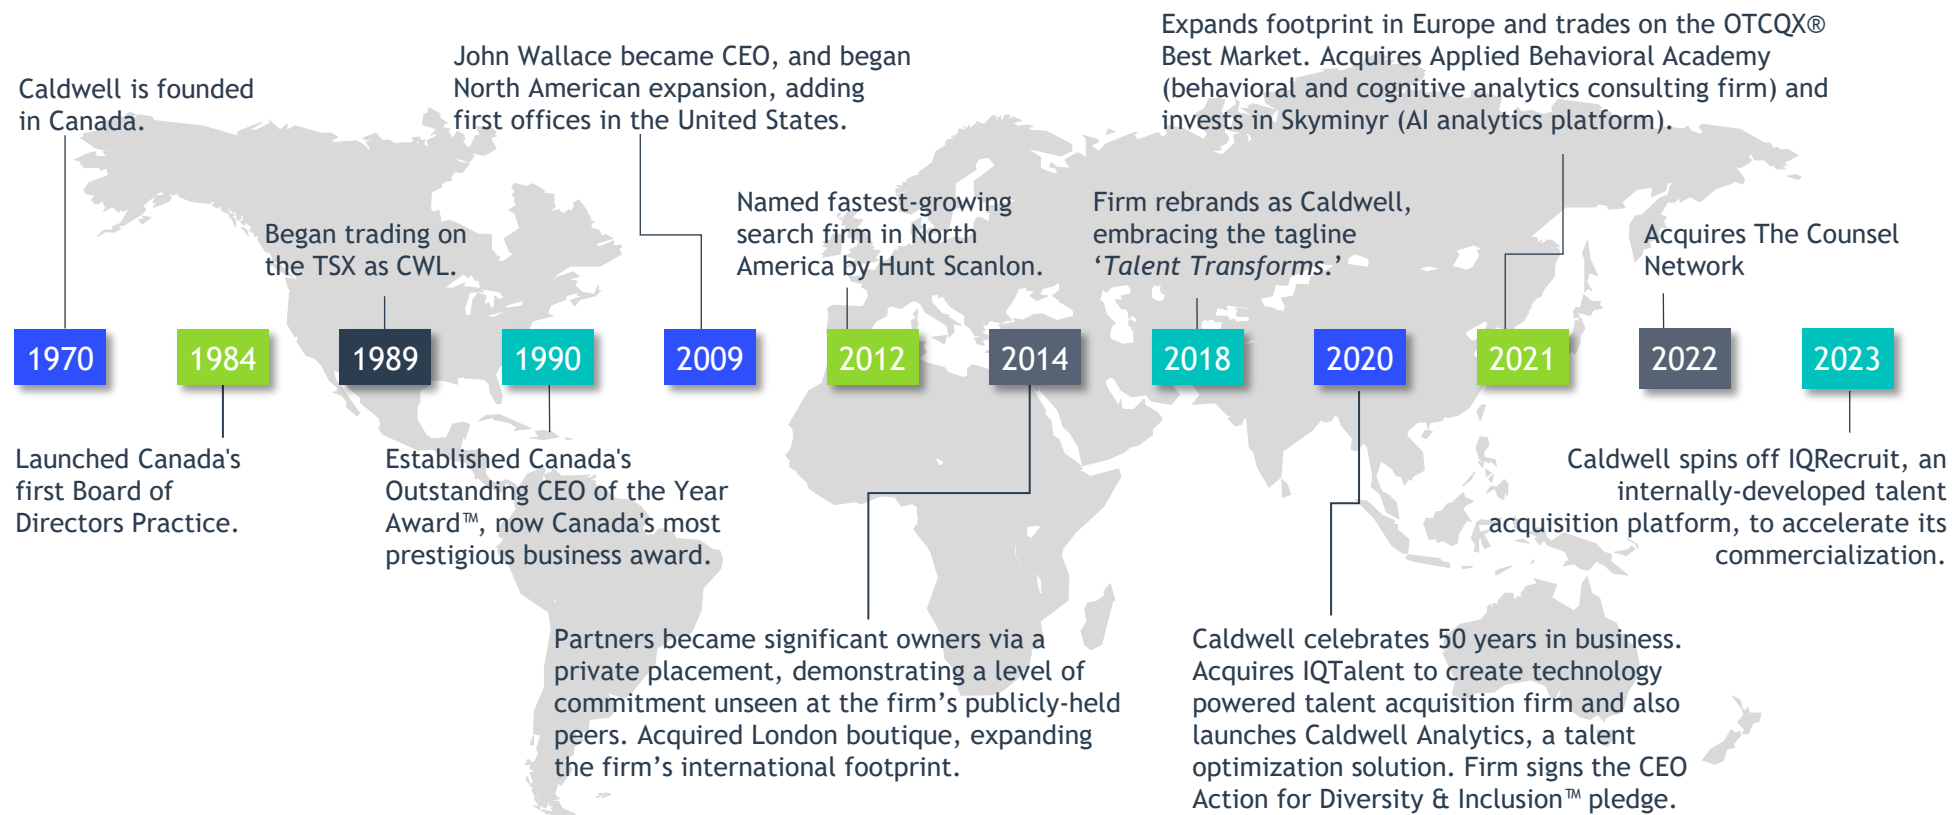 Caldwell is founded
in Canada.
John Wallace became CEO, and began
North American expansion, adding
first offices in the United States.
Expands footprint in Europe and trades on the OTCQX®
Best Market. Acquires Applied Behavioral Academy
(behavioral and cognitive analytics consulting firm) and
invests in Skyminyr (AI analytics platform).
Began trading on
the TSX as CWL.
Named fastest-growing
search firm in North
America by Hunt Scanlon.
Firm rebrands as Caldwell,
embracing the tagline
‘Talent Transforms.’
Acquires The Counsel
Network
1970
1984
1989
1990
2009
2012
2014
2018
2020
2021
2022
2023
Launched Canada's
first Board of
Directors Practice.
Established Canada's
Outstanding CEO of the Year
Award™, now Canada's most
prestigious business award.
Caldwell spins off IQRecruit, an
internally-developed talent
acquisition platform, to accelerate its
commercialization.
Partners became significant owners via a
private placement, demonstrating a level of
commitment unseen at the firm’s publicly-held
peers. Acquired London boutique, expanding
the firm’s international footprint.
Caldwell celebrates 50 years in business.
Acquires IQTalent to create technology
powered talent acquisition firm and also
launches Caldwell Analytics, a talent
optimization solution. Firm signs the CEO
Action for Diversity & Inclusion™ pledge.